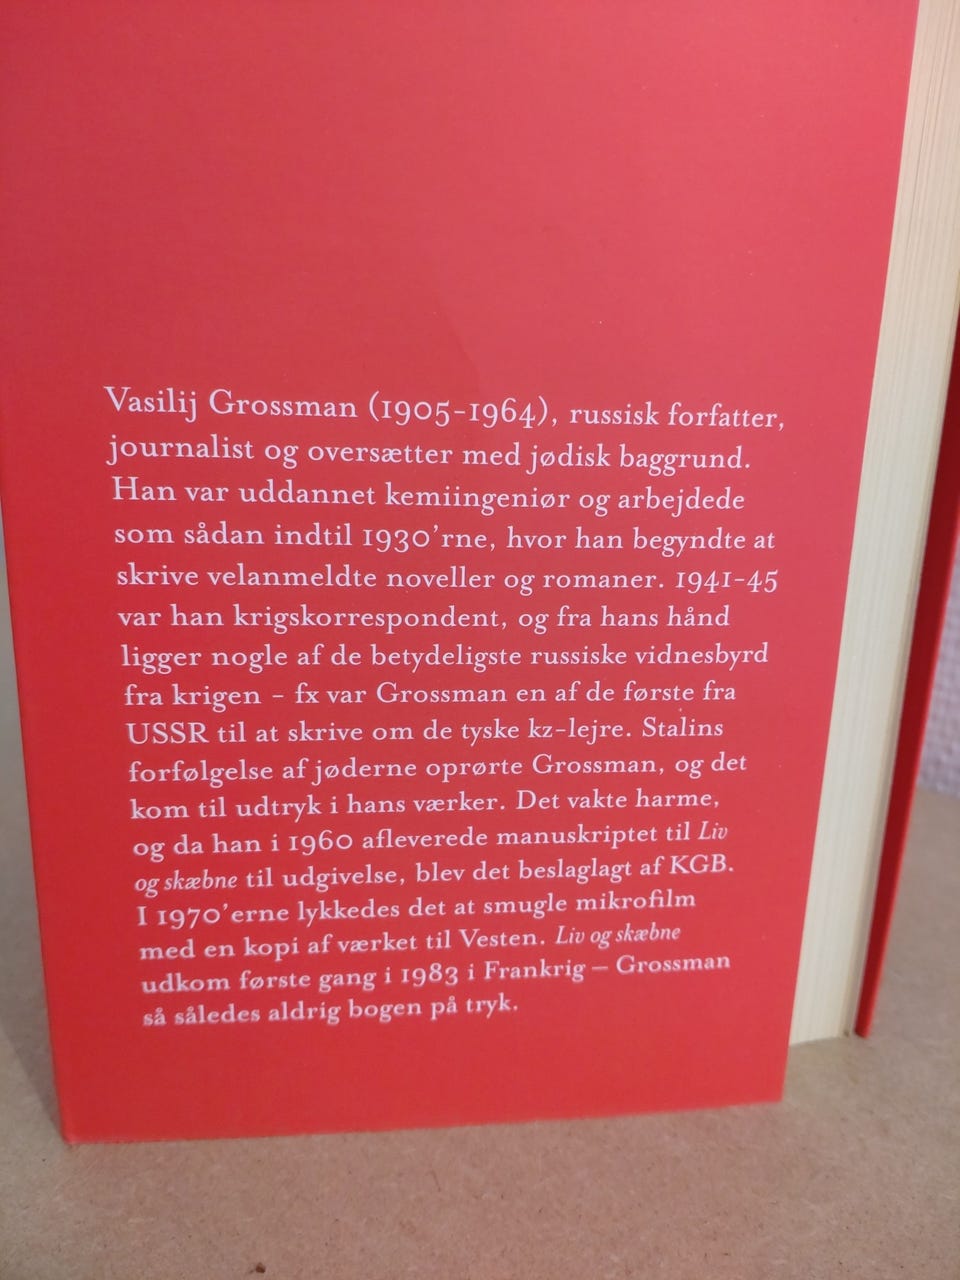 Vasilij Grossman (1905-1964), russisk forfatter,
journalist og oversætter med jødisk baggrund.
Han var uddannet kemiingeniør og arbejdede
som sådan indtil 1930'rne, hvor han begyndte at
skrive velanmeldte noveller og romaner. 1941-45
var han krigskorrespondent, og fra hans hånd
ligger nogle af de betydeligste russiske vidnesbyrd
fra krigen – fx var Grossman en af de første fra
USSR til at skrive om de tyske kz-lejre. Stalins
forfølgelse af jøderne oprørte Grossman, og det
kom til udtryk i hans værker. Det vakte harme,
og da han i 1960 afleverede manuskriptet til Liv
og skæbne til udgivelse, blev det beslaglagt af KGB.
I 1970'erne lykkedes det at smugle mikrofilm
med en kopi af værket til Vesten. Liv og skæbne
udkom første gang i 1983 i Frankrig – Grossman
så således aldrig bogen på tryk.